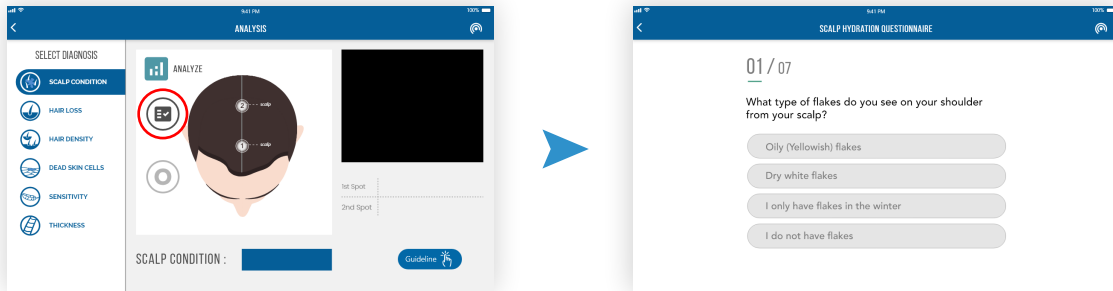 9:41 PM
100%
ANALYSIS
SELECT DIAGNOSIS
SCALP CONDITION
HAIR LOSS
HAIR DENSITY
DEAD SKIN CELLS
SENSITIVITY
THICKNESS
ANALYZE
2
scalp
1
scalp
1st Spot
2nd Spot
SCALP CONDITION :
Guideline
9:41 PM
100%
SCALP HYDRATION QUESTIONNAIRE
01 / 07
What type of flakes do you see on your shoulder
from your scalp?
Oily (Yellowish) flakes
Dry white flakes
I only have flakes in the winter
I do not have flakes